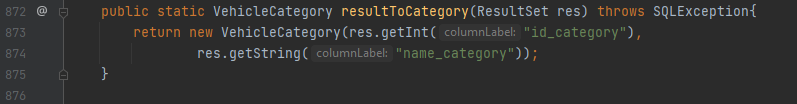 872 @ public static VehicleCategory resultToCategory(ResultSet res) throws SQLException{
873 return new VehicleCategory(res.getInt( columnLabel: "id_category"),
874 res.getString( columnLabel: "name_category"));
875 }
876